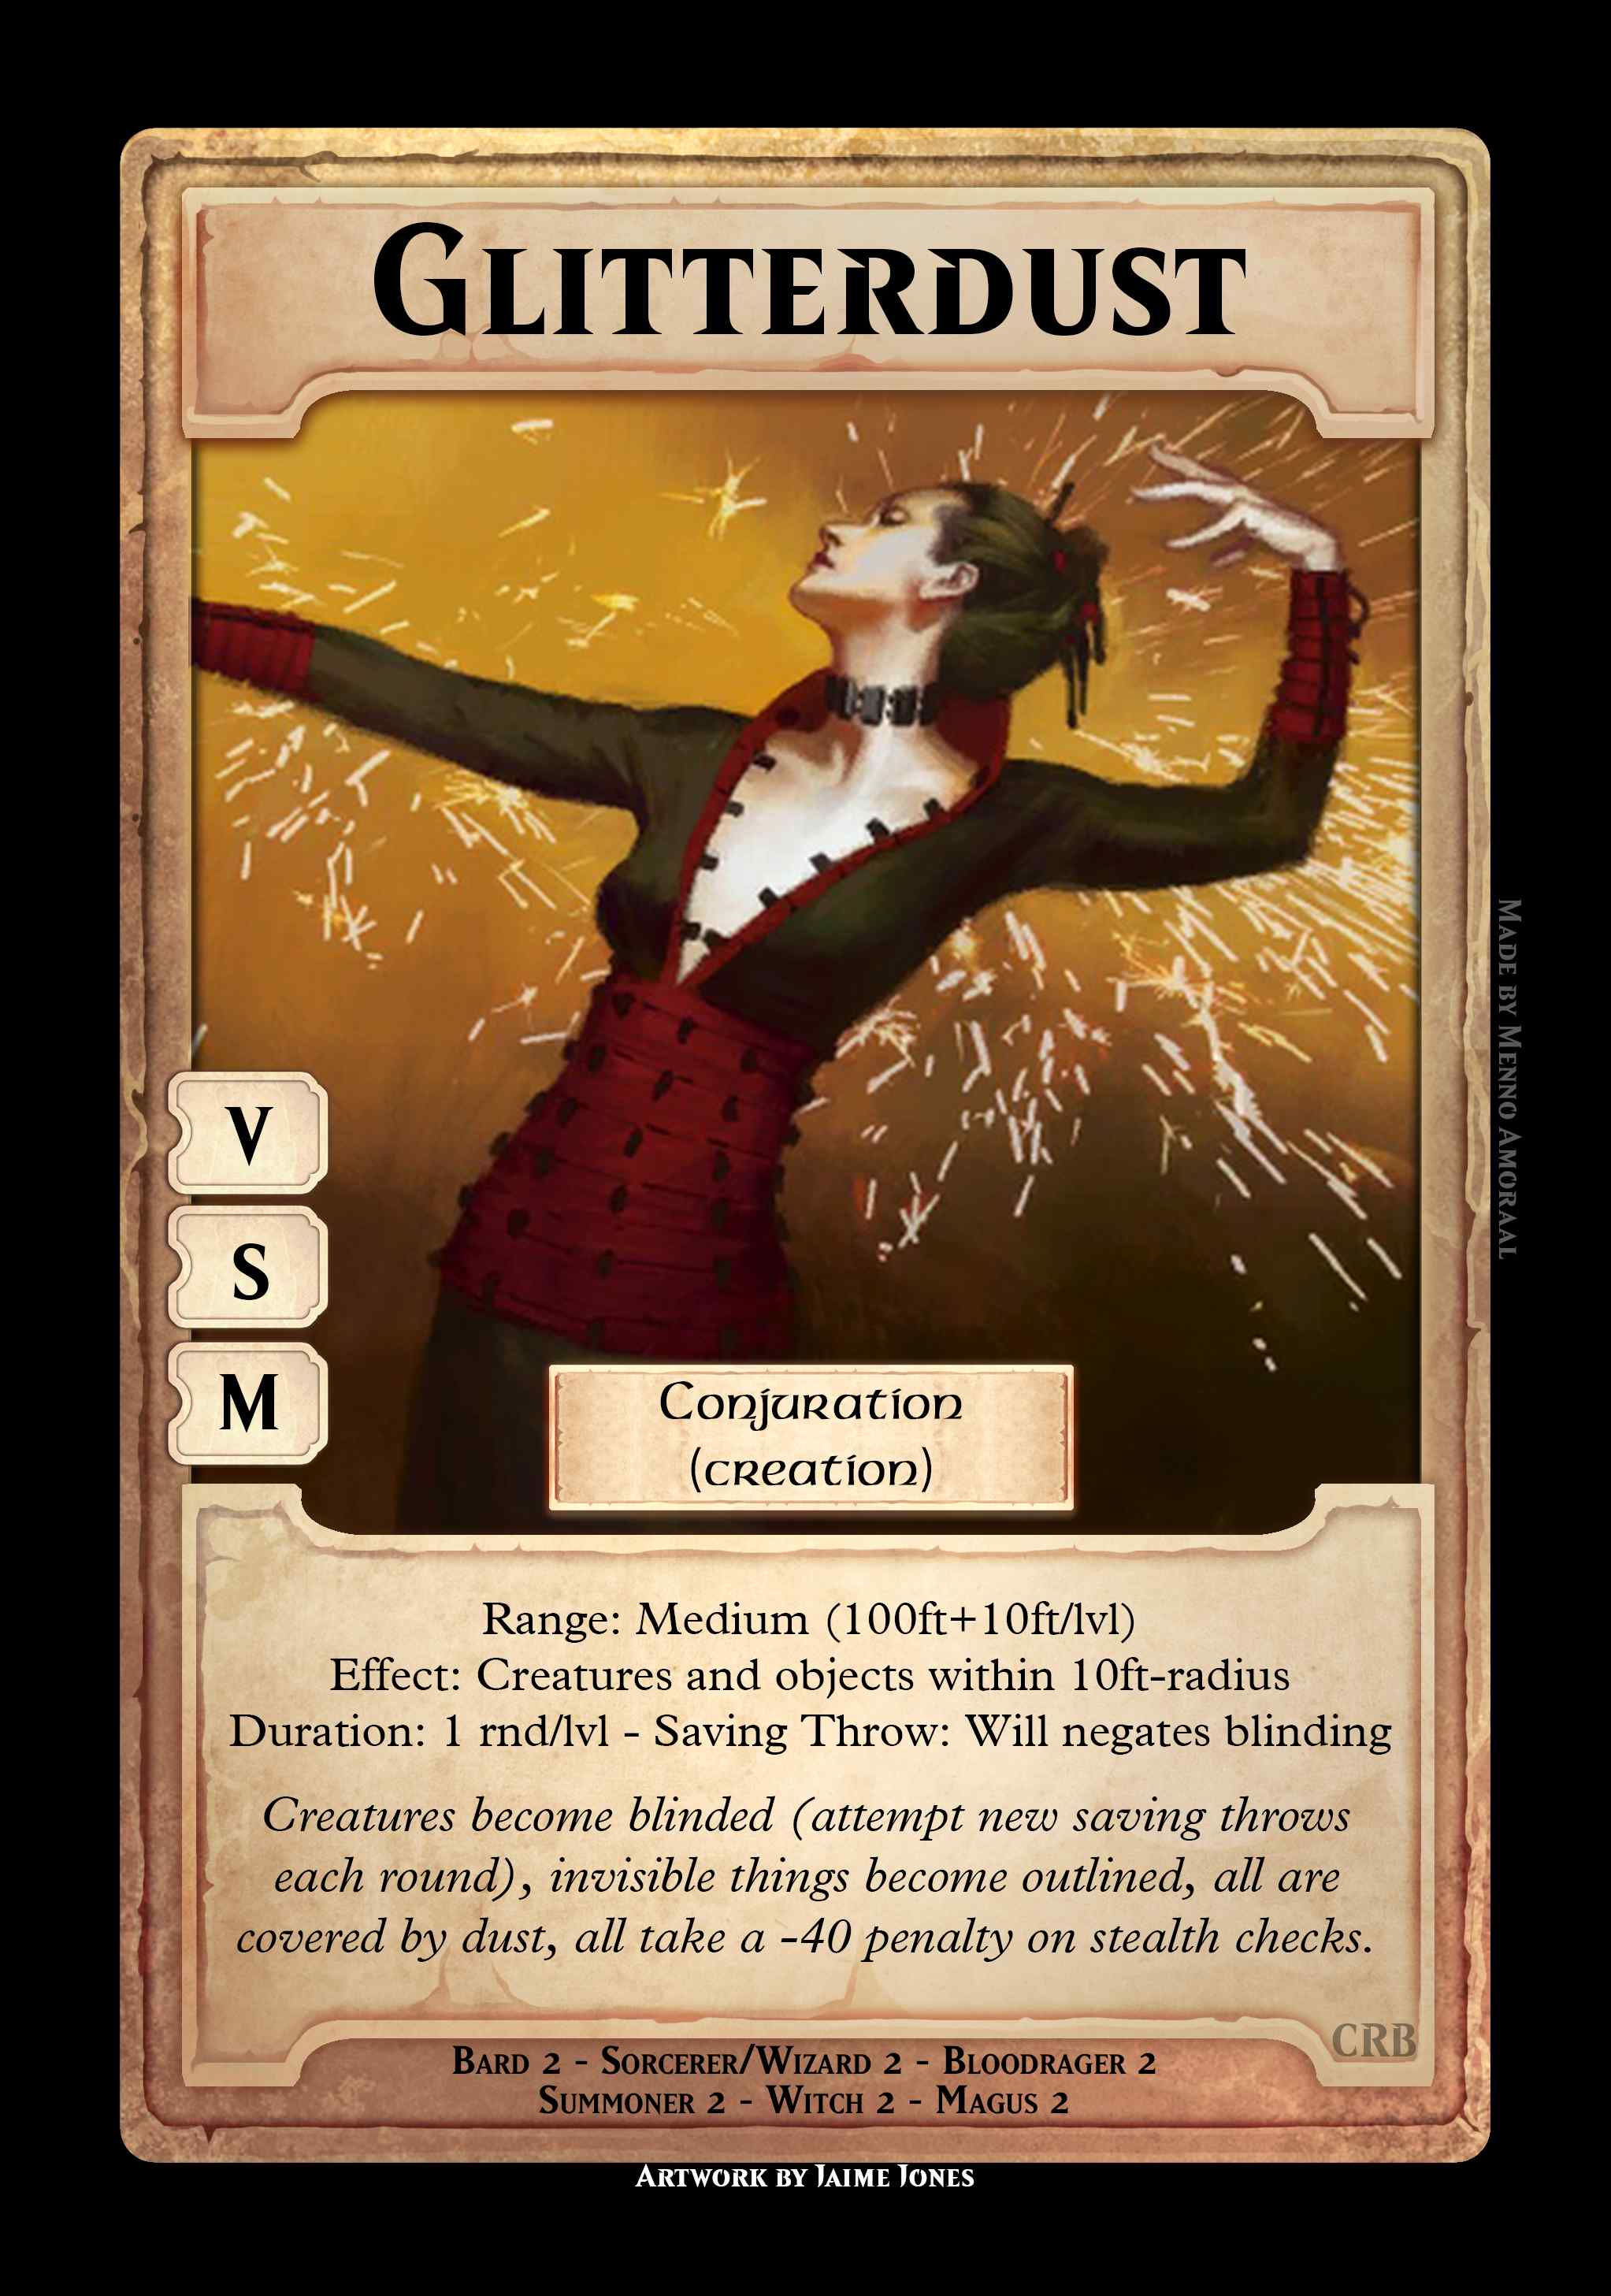 Glitterdust
V
S
M
Conjuration
(creation)
Range: Medium (100ft+10ft/lvl)
Effect: Creatures and objects within 10ft-radius
Duration: 1 rnd/lvl - Saving Throw: Will negates blinding
Creatures become blinded (attempt new saving throws
each round), invisible things become outlined, all are
covered by dust, all take a -40 penalty on stealth checks.
CRB
Bard 2 - Sorcerer/Wizard 2 - Bloodrager 2
Summoner 2 - Witch 2 - Magus 2
Artwork by Jaime Jones
Made by Menno Amoraal